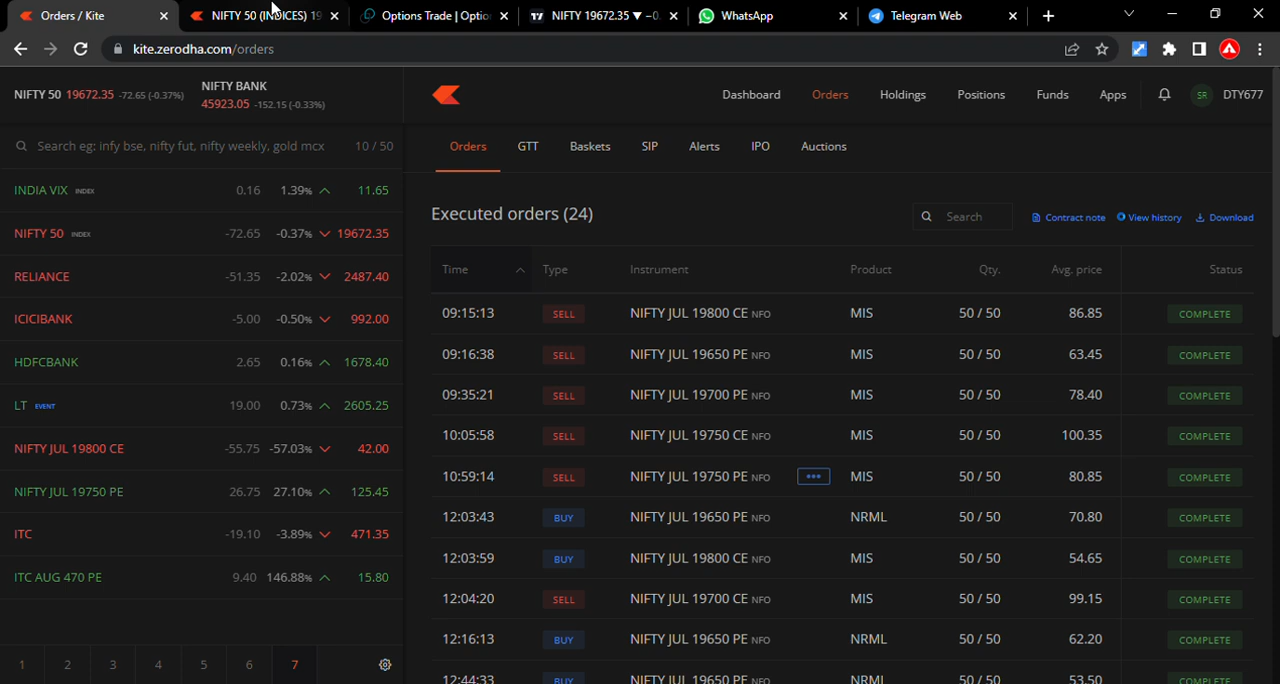 Orders / Kite
NIFTY 50 (INDICES) 19
Options Trade | Optio
NIFTY 19672.35 ▼ −0.
WhatsApp
Telegram Web
kite.zerodha.com/orders
NIFTY 50 19672.35 -72.65 (-0.37%)
NIFTY BANK
45923.05 -152.15 (-0.33%)
Dashboard Orders Holdings Positions Funds Apps SR DTY677
Search eg: infy bse, nifty fut, nifty weekly, gold mcx 10 / 50
Orders GTT Baskets SIP Alerts IPO Auctions
INDIA VIX INDEX 0.16 1.39% 11.65
NIFTY 50 INDEX -72.65 -0.37% 19672.35
RELIANCE -51.35 -2.02% 2487.40
ICICIBANK -5.00 -0.50% 992.00
HDFCBANK 2.65 0.16% 1678.40
LT EVENT 19.00 0.73% 2605.25
NIFTY JUL 19800 CE -55.75 -57.03% 42.00
NIFTY JUL 19750 PE 26.75 27.10% 125.45
ITC -19.10 -3.89% 471.35
ITC AUG 470 PE 9.40 146.88% 15.80
1 2 3 4 5 6 7
Executed orders (24)
Search Contract note View history Download
Time Type Instrument Product Qty. Avg. price Status
09:15:13 SELL NIFTY JUL 19800 CE NFO MIS 50 / 50 86.85 COMPLETE
09:16:38 SELL NIFTY JUL 19650 PE NFO MIS 50 / 50 63.45 COMPLETE
09:35:21 SELL NIFTY JUL 19700 PE NFO MIS 50 / 50 78.40 COMPLETE
10:05:58 SELL NIFTY JUL 19750 CE NFO MIS 50 / 50 100.35 COMPLETE
10:59:14 SELL NIFTY JUL 19750 PE NFO ••• MIS 50 / 50 80.85 COMPLETE
12:03:43 BUY NIFTY JUL 19650 PE NFO NRML 50 / 50 70.80 COMPLETE
12:03:59 BUY NIFTY JUL 19800 CE NFO MIS 50 / 50 54.65 COMPLETE
12:04:20 SELL NIFTY JUL 19700 CE NFO MIS 50 / 50 99.15 COMPLETE
12:16:13 BUY NIFTY JUL 19650 PE NFO NRML 50 / 50 62.20 COMPLETE
12:44:33 BUY NIFTY JUL 19650 PE NFO NRML 50 / 50 53.50 COMPLETE